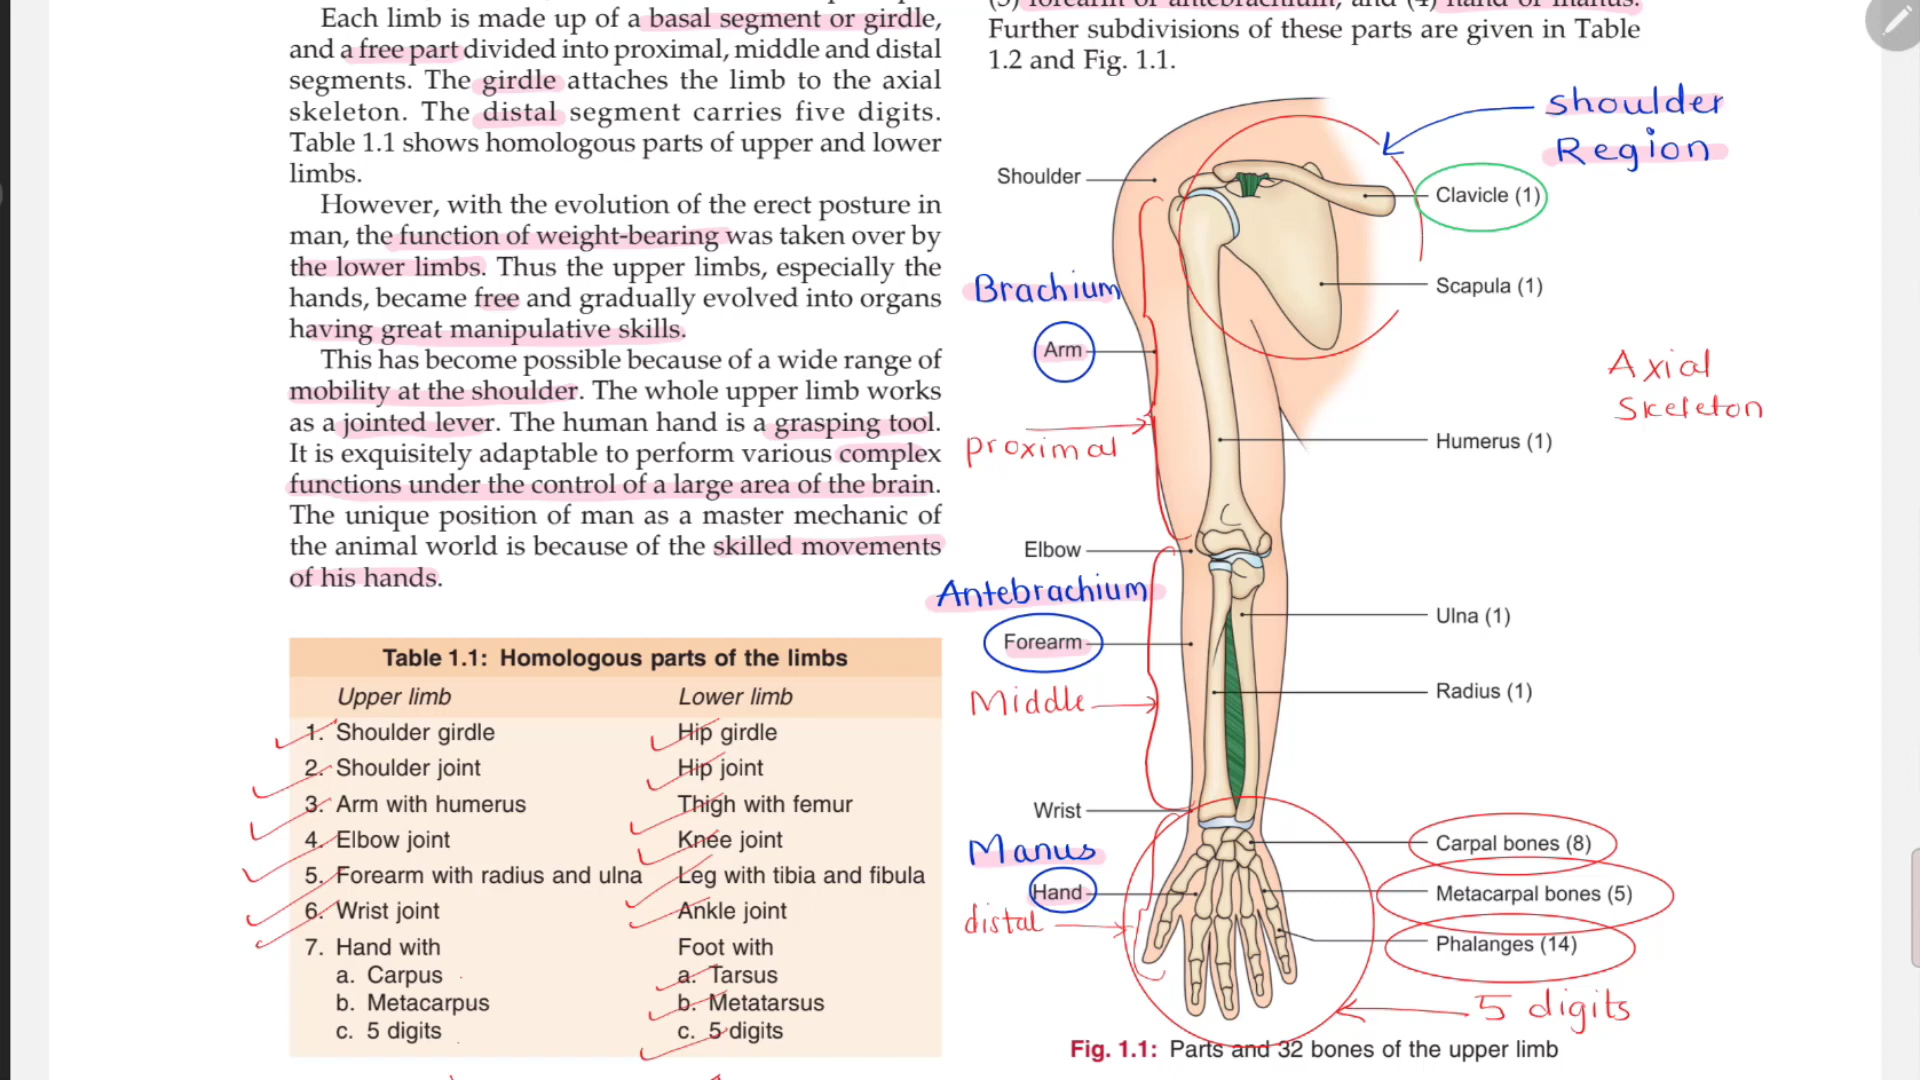 Each limb is made up of a basal segment or girdle,
and a free part divided into proximal, middle and distal
segments. The girdle attaches the limb to the axial
skeleton. The distal segment carries five digits.
Table 1.1 shows homologous parts of upper and lower
limbs.
However, with the evolution of the erect posture in
man, the function of weight-bearing was taken over by
the lower limbs. Thus the upper limbs, especially the
hands, became free and gradually evolved into organs
having great manipulative skills.
This has become possible because of a wide range of
mobility at the shoulder. The whole upper limb works
as a jointed lever. The human hand is a grasping tool.
It is exquisitely adaptable to perform various complex
functions under the control of a large area of the brain.
The unique position of man as a master mechanic of
the animal world is because of the skilled movements
of his hands.
Table 1.1: Homologous parts of the limbs
Upper limb Lower limb
1. Shoulder girdle Hip girdle
2. Shoulder joint Hip joint
3. Arm with humerus Thigh with femur
4. Elbow joint Knee joint
5. Forearm with radius and ulna Leg with tibia and fibula
6. Wrist joint Ankle joint
7. Hand with Foot with
a. Carpus a. Tarsus
b. Metacarpus b. Metatarsus
c. 5 digits c. 5 digits
(3) forearm or antebrachium, and (4) hand or manus.
Further subdivisions of these parts are given in Table
1.2 and Fig. 1.1.
shoulder
Region
Shoulder
Clavicle (1)
Brachium
Scapula (1)
Arm
Axial
Skeleton
proximal
Humerus (1)
Elbow
Antebrachium
Ulna (1)
Forearm
Middle
Radius (1)
Wrist
Manus
Carpal bones (8)
Hand
Metacarpal bones (5)
distal
Phalanges (14)
5 digits
Fig. 1.1: Parts and 32 bones of the upper limb